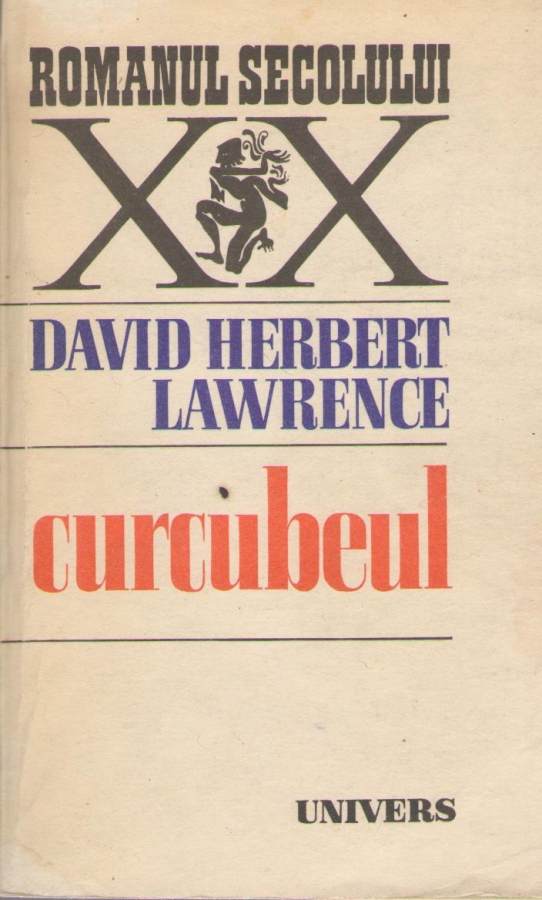 ROMANUL SECOLULUI
XX
DAVID HERBERT
LAWRENCE
curcubeul
UNIVERS